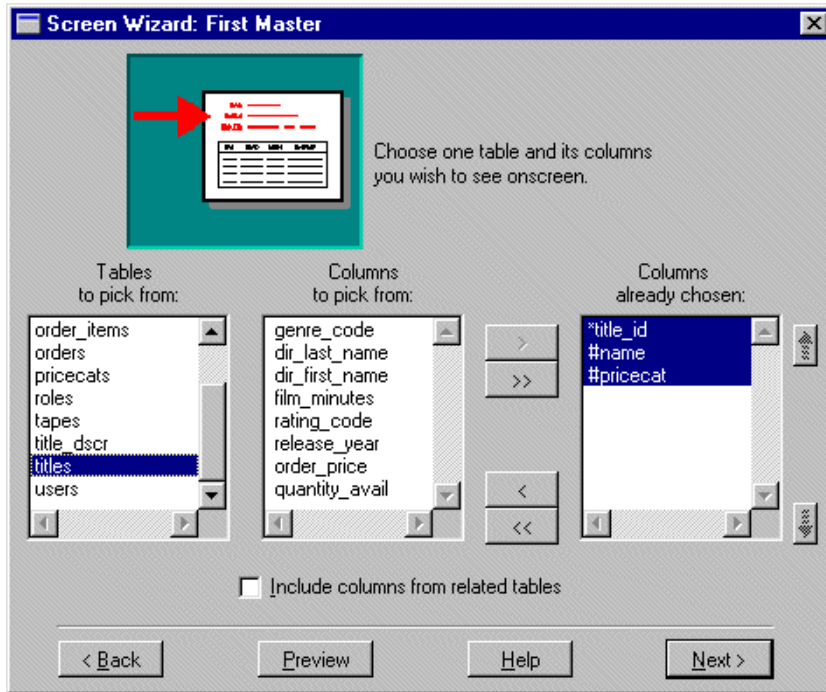 Screen Wizard: First Master
Choose one table and its columns
you wish to see onscreen.
Tables
to pick from:
order_items
orders
pricecats
roles
tapes
title_dscr
titles
users
Columns
to pick from:
genre_code
dir_last_name
dir_first_name
film_minutes
rating_code
release_year
order_price
quantity_avail
>
>>
<
<<
Columns
already chosen:
*title_id
#name
#pricecat
Include columns from related tables
< Back
Preview
Help
Next >